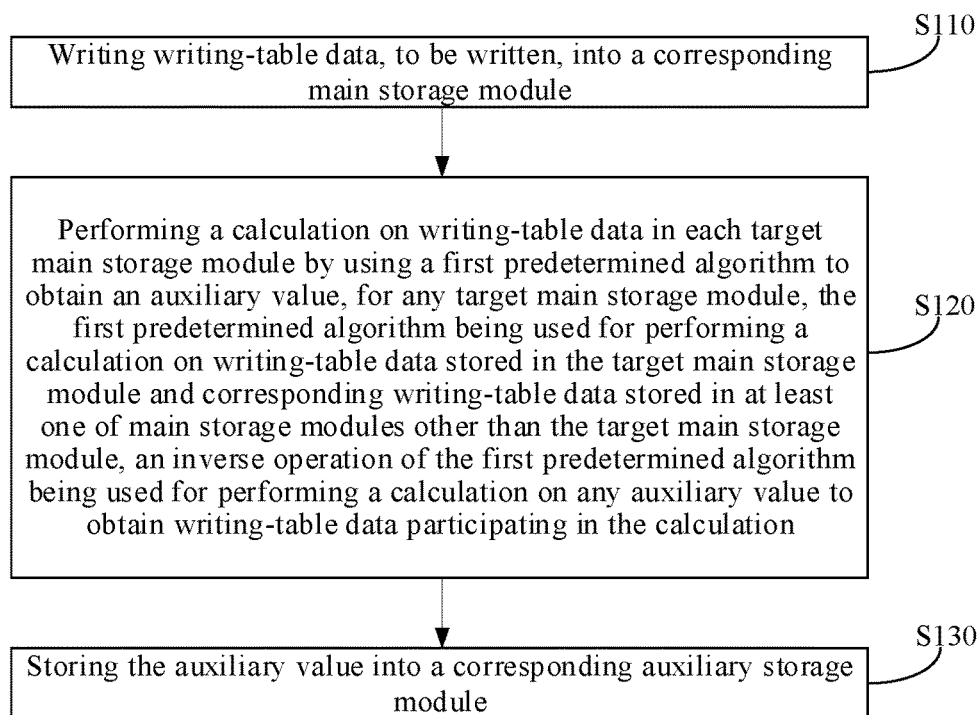 S110
Writing writing-table data, to be written, into a corresponding
main storage module
Performing a calculation on writing-table data in each target
main storage module by using a first predetermined algorithm to
obtain an auxiliary value, for any target main storage module, the
first predetermined algorithm being used for performing a
calculation on writing-table data stored in the target main storage
module and corresponding writing-table data stored in at least
one of main storage modules other than the target main storage
module, an inverse operation of the first predetermined algorithm
being used for performing a calculation on any auxiliary value to
obtain writing-table data participating in the calculation
S120
S130
Storing the auxiliary value into a corresponding auxiliary storage
module